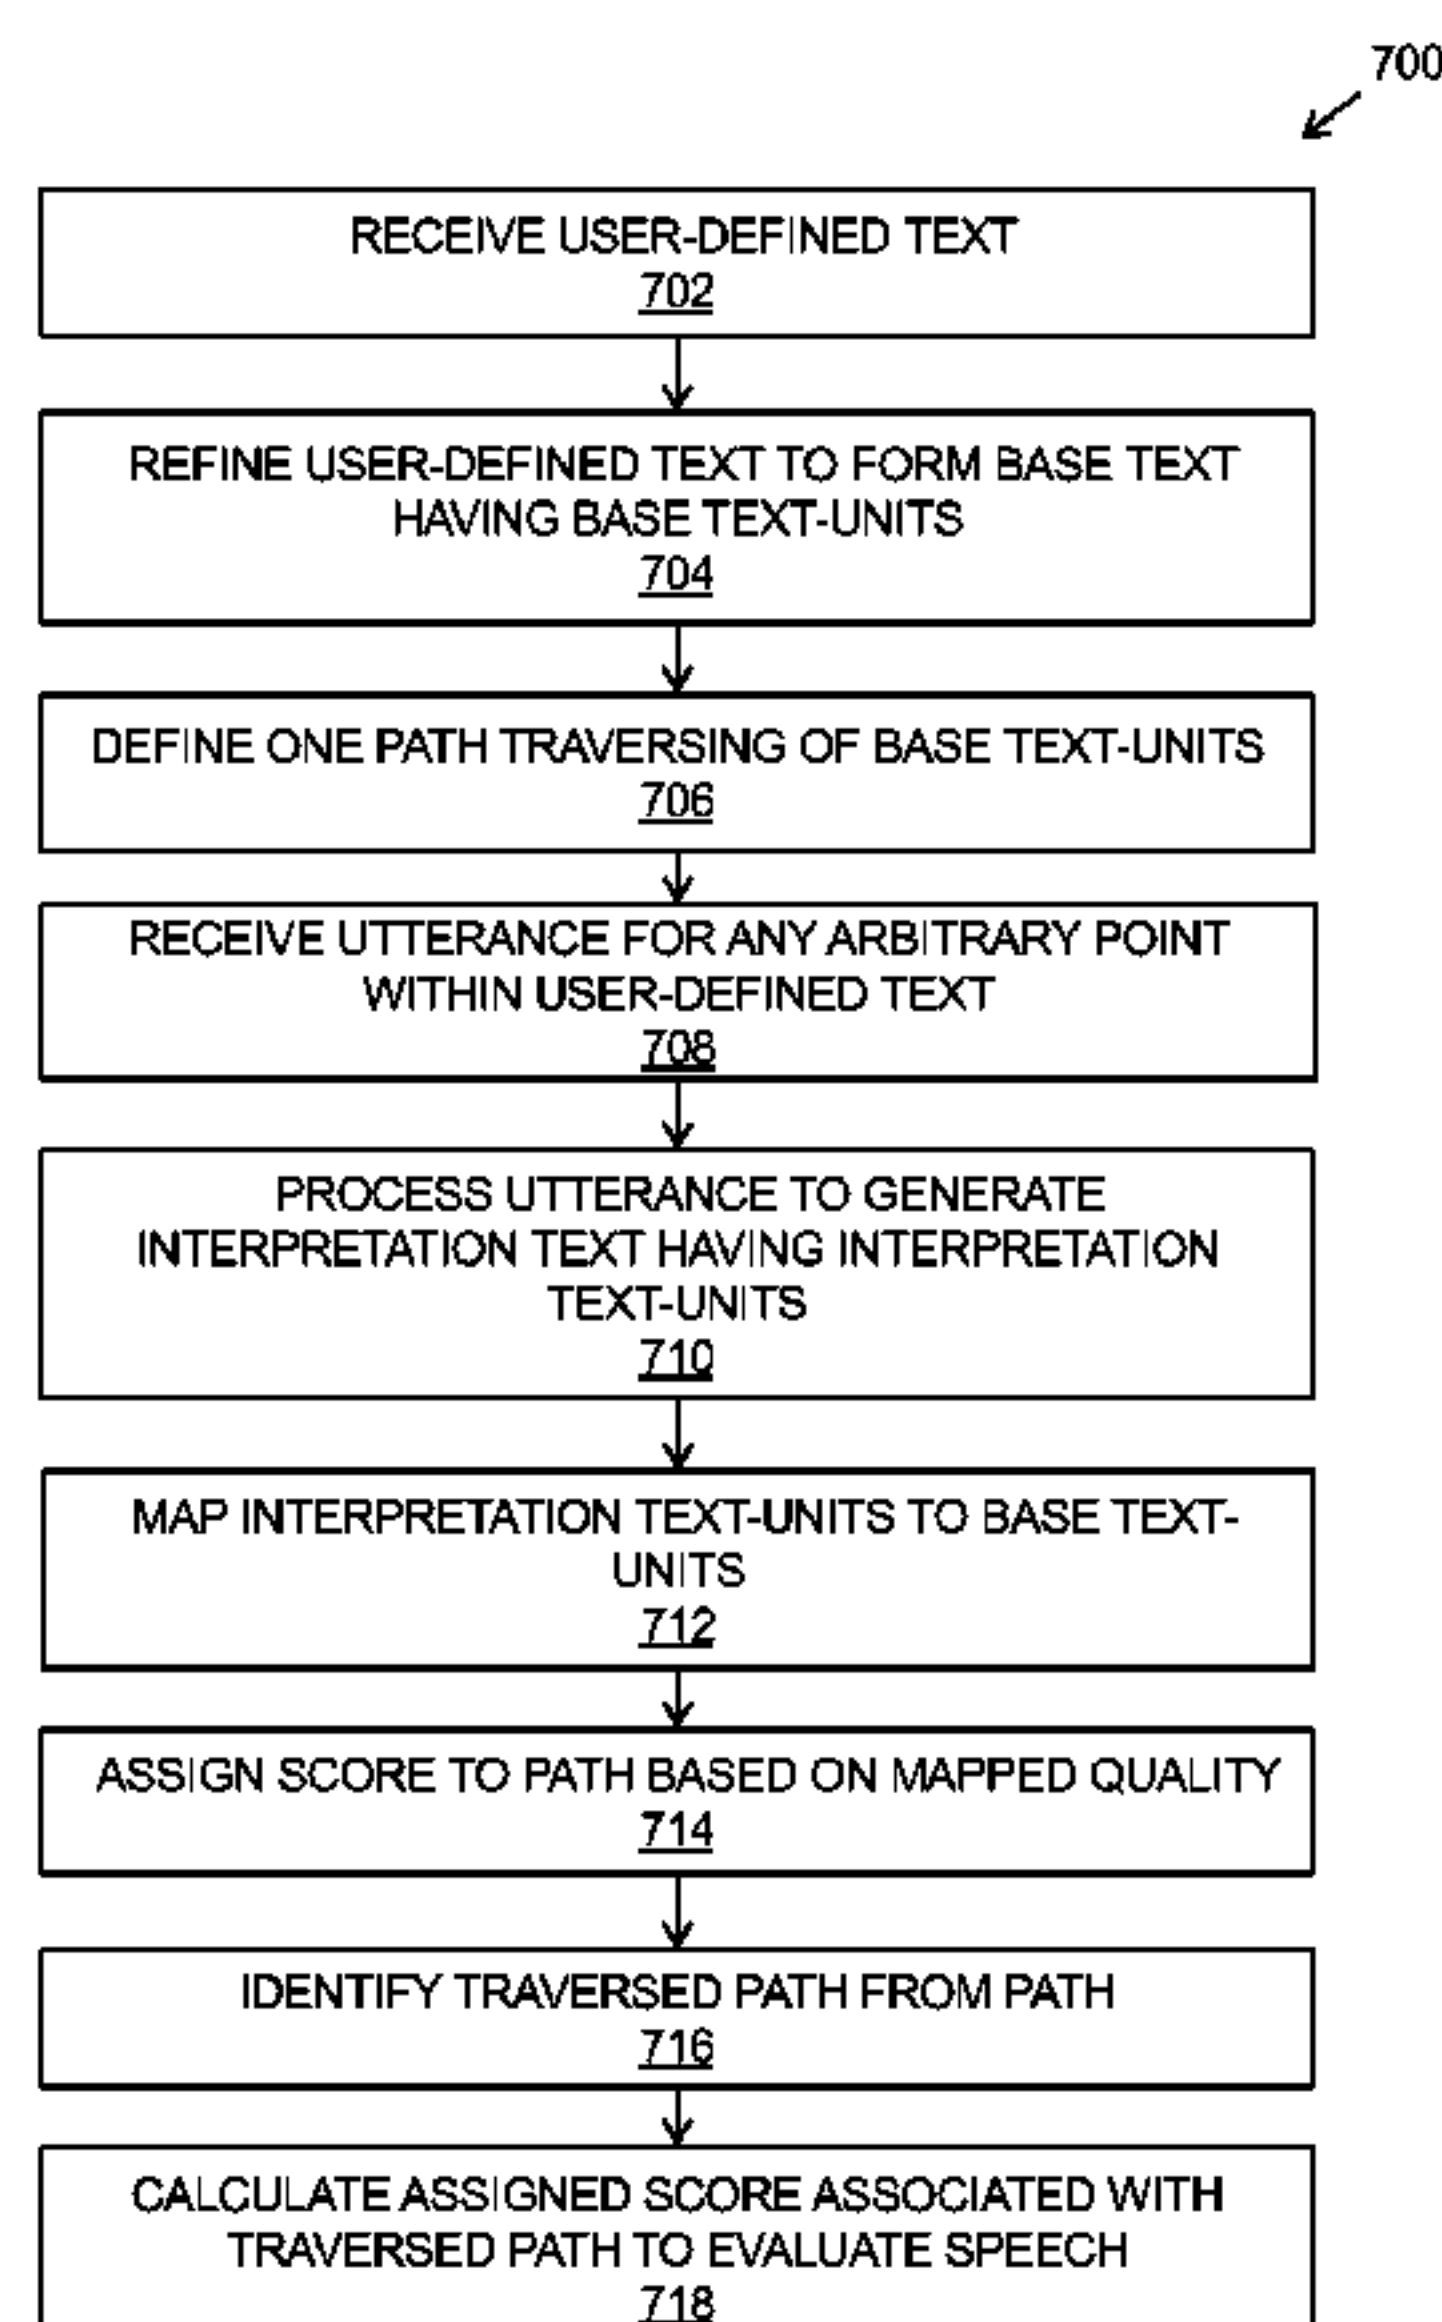 700
RECEIVE USER-DEFINED TEXT
702
REFINE USER-DEFINED TEXT TO FORM BASE TEXT
HAVING BASE TEXT-UNITS
704
DEFINE ONE PATH TRAVERSING OF BASE TEXT-UNITS
706
RECEIVE UTTERANCE FOR ANY ARBITRARY POINT
WITHIN USER-DEFINED TEXT
708
PROCESS UTTERANCE TO GENERATE
INTERPRETATION TEXT HAVING INTERPRETATION
TEXT-UNITS
710
MAP INTERPRETATION TEXT-UNITS TO BASE TEXT-
UNITS
712
ASSIGN SCORE TO PATH BASED ON MAPPED QUALITY
714
IDENTIFY TRAVERSED PATH FROM PATH
716
CALCULATE ASSIGNED SCORE ASSOCIATED WITH
TRAVERSED PATH TO EVALUATE SPEECH
718